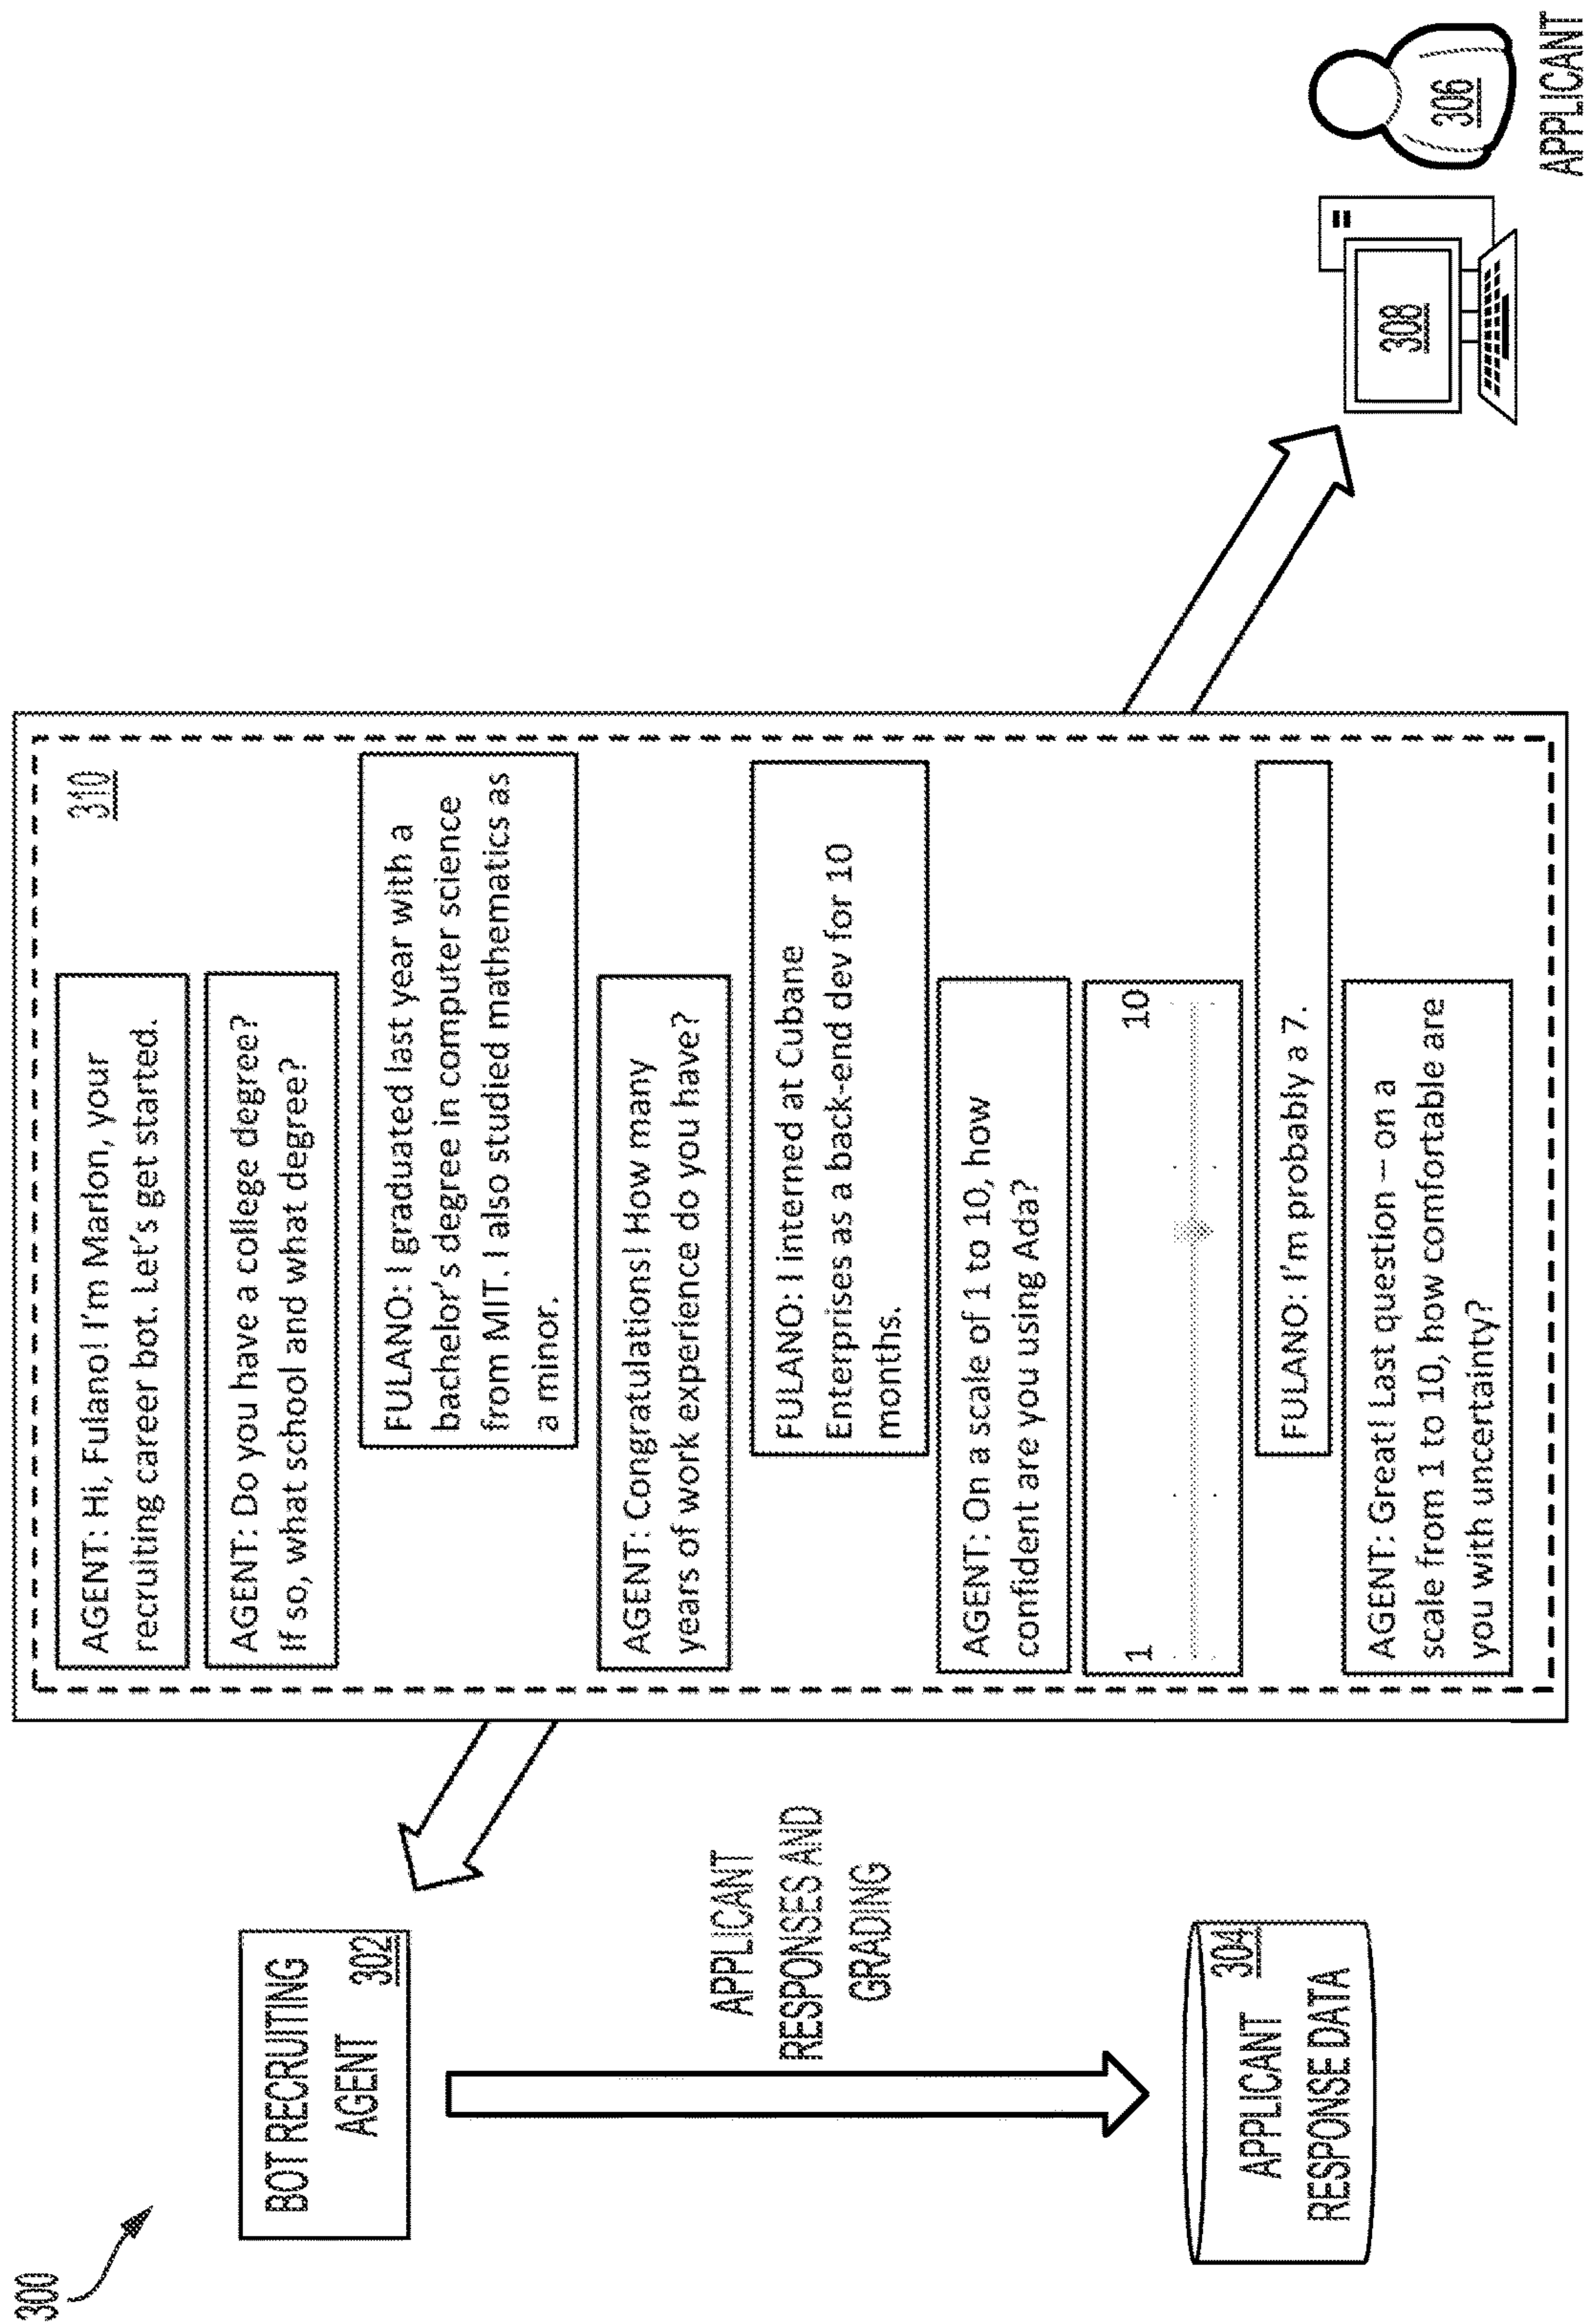 300
BOT RECRUITING
AGENT
302
APPLICANT
RESPONSES AND
GRADING
304
APPLICANT
RESPONSE DATA
310
AGENT: Hi, Fulano! I'm Marlon, your
recruiting career bot. Let's get started.
AGENT: Do you have a college degree?
If so, what school and what degree?
FULANO: I graduated last year with a
bachelor's degree in computer science
from MIT. I also studied mathematics as
a minor.
AGENT: Congratulations! How many
years of work experience do you have?
FULANO: I interned at Cubane
Enterprises as a back-end dev for 10
months.
AGENT: On a scale of 1 to 10, how
confident are you using Ada?
1 10
FULANO: I'm probably a 7.
AGENT: Great! Last question – on a
scale from 1 to 10, how comfortable are
you with uncertainty?
308
306
APPLICANT